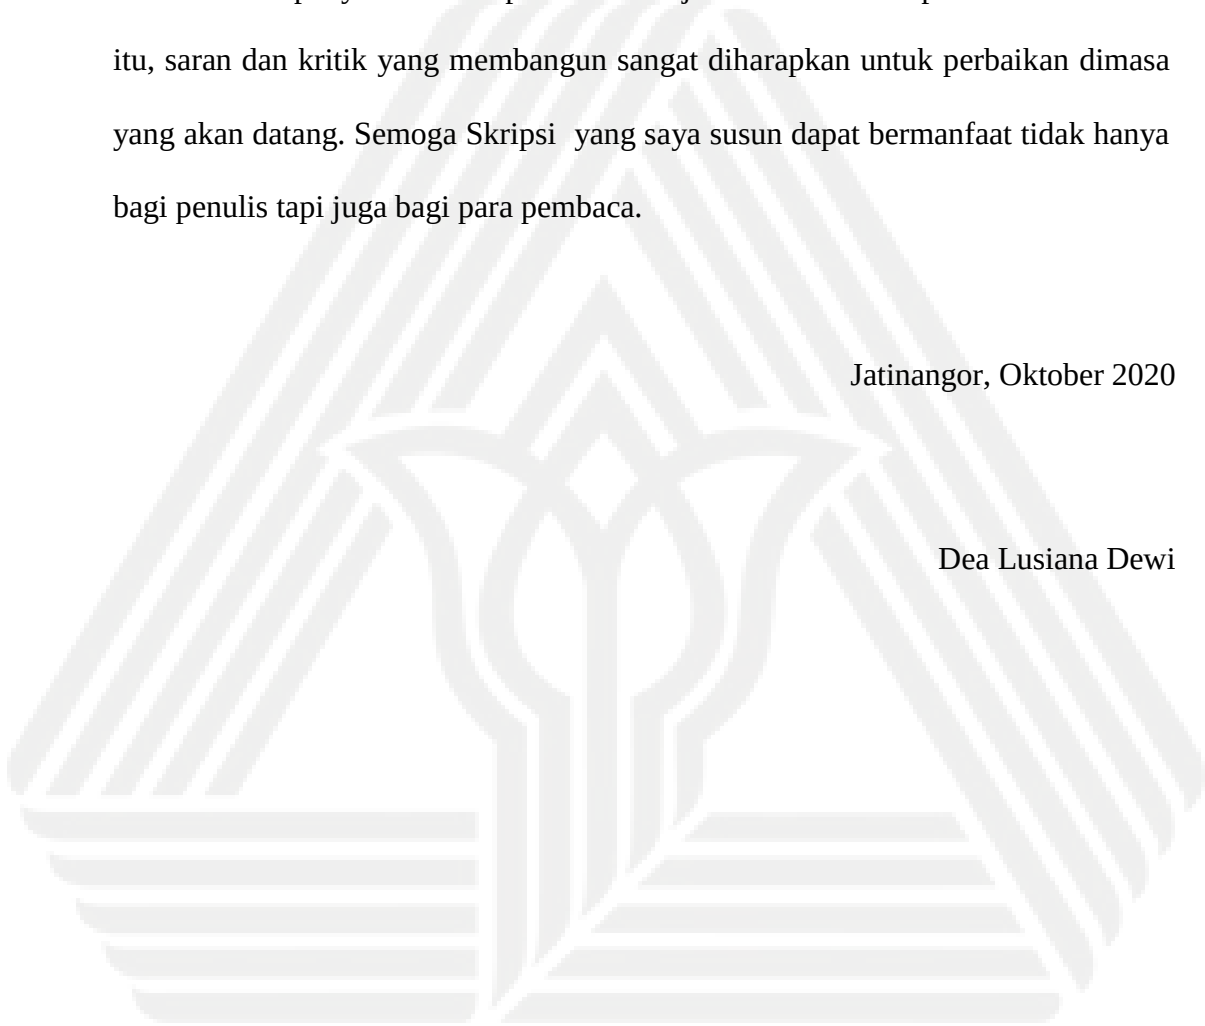 itu, saran dan kritik yang membangun sangat diharapkan untuk perbaikan dimasa
yang akan datang. Semoga Skripsi  yang saya susun dapat bermanfaat tidak hanya
bagi penulis tapi juga bagi para pembaca.
Jatinangor, Oktober 2020
Dea Lusiana Dewi